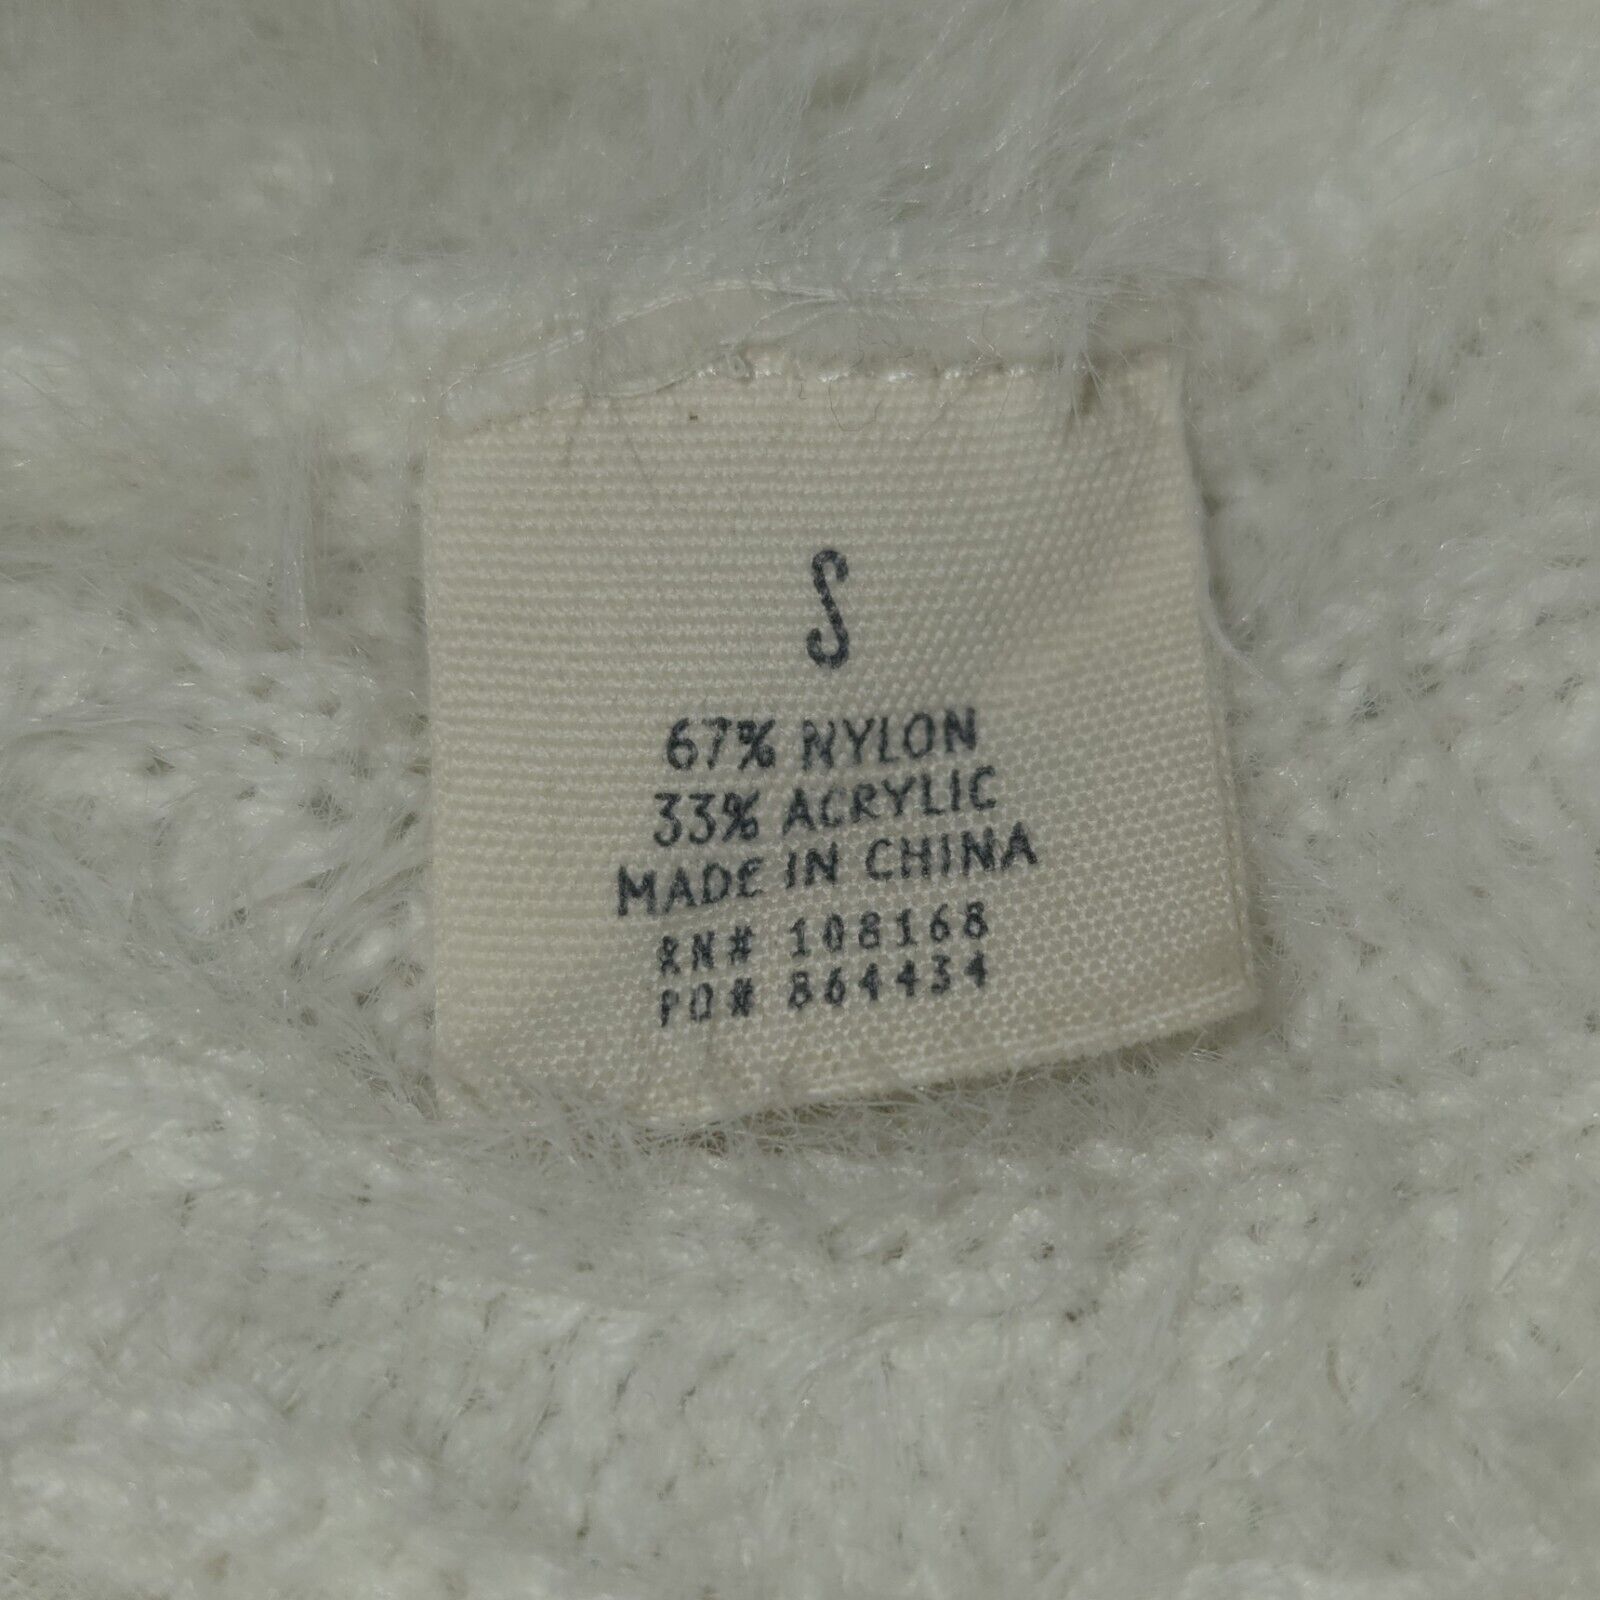 S
67% NYLON
33% ACRYLIC
MADE IN CHINA
RN# 108168
PO# 864434